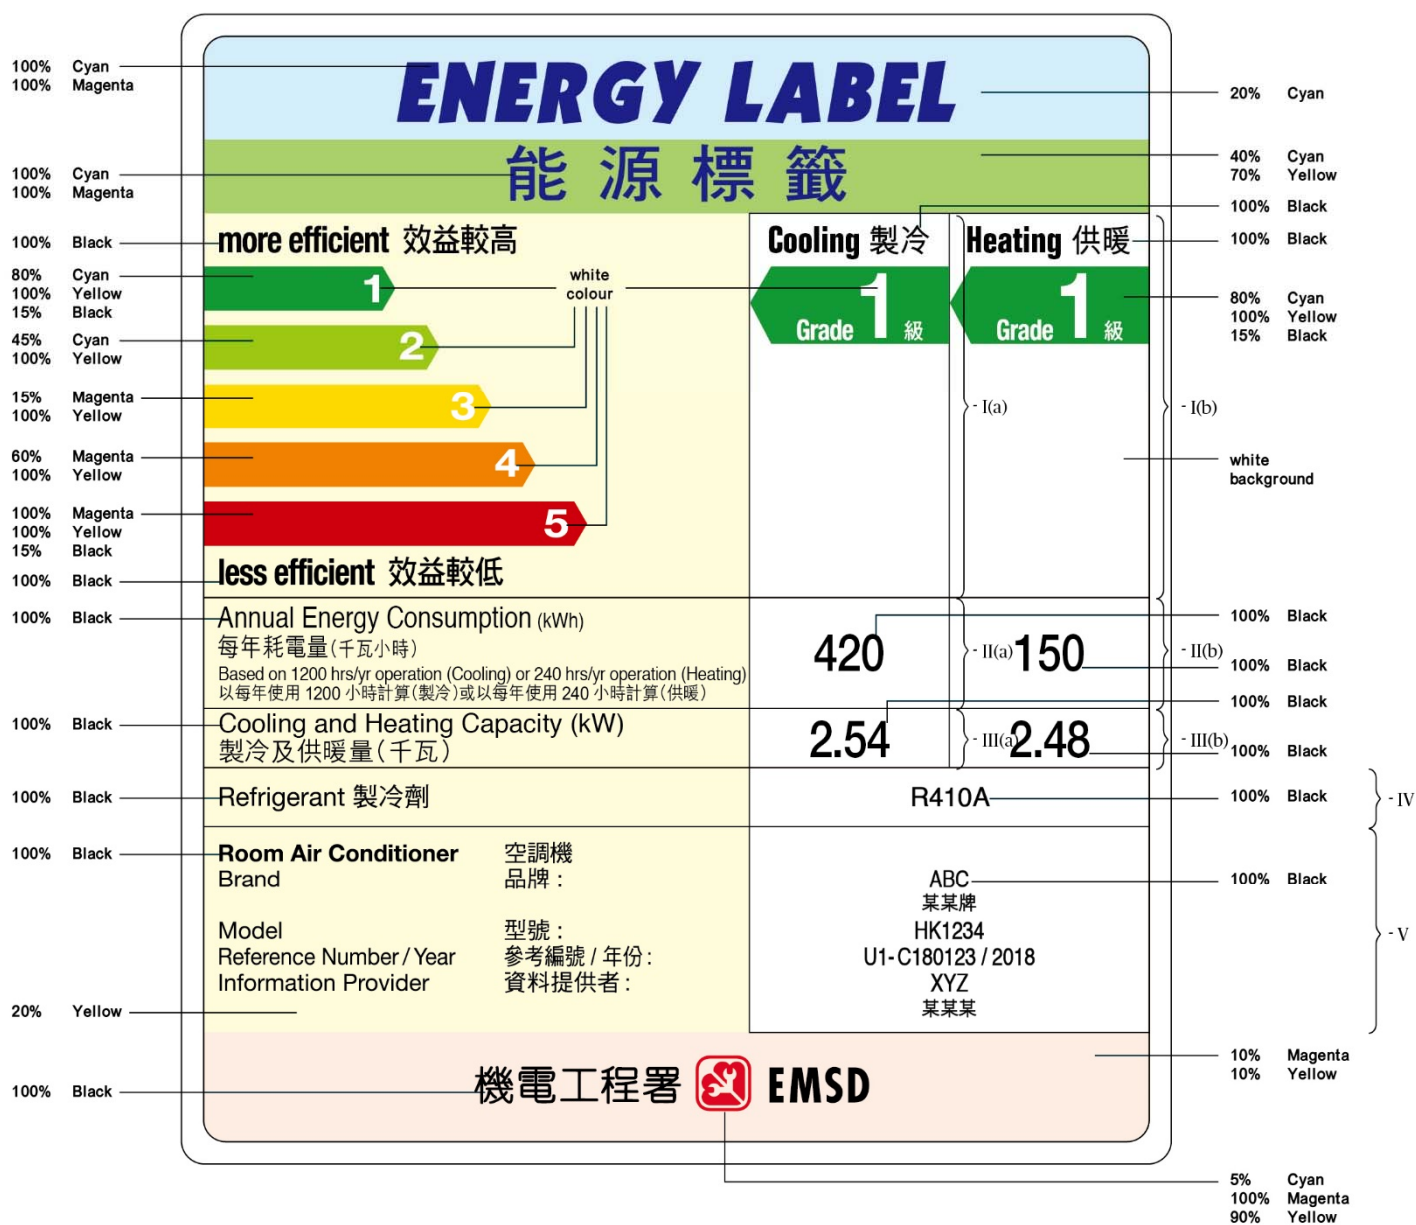 ENERGY LABEL
能源標籤
100% Cyan
100% Magenta
100% Cyan
100% Magenta
100% Black
80% Cyan
100% Yellow
15% Black
45% Cyan
100% Yellow
15% Magenta
100% Yellow
60% Magenta
100% Yellow
100% Magenta
100% Yellow
15% Black
100% Black
100% Black
100% Black
100% Black
100% Black
20% Yellow
100% Black
more efficient 效益較高
1
2
3
4
5
white
colour
less efficient 效益較低
Cooling 製冷
1
Grade 級
Heating 供暖
1
Grade 級
Annual Energy Consumption (kWh)
每年耗電量(千瓦小時)
Based on 1200 hrs/yr operation (Cooling) or 240 hrs/yr operation (Heating)
以每年使用 1200 小時計算(製冷)或以每年使用 240 小時計算(供暖)
420
150
Cooling and Heating Capacity (kW)
製冷及供暖量(千瓦)
2.54
2.48
Refrigerant 製冷劑
R410A
Room Air Conditioner 空調機
Brand 品牌 :
ABC
某某牌
Model 型號 :
HK1234
Reference Number / Year 參考編號 / 年份 :
U1- C180123 / 2018
Information Provider 資料提供者 :
XYZ
某某某
機電工程署 EMSD
- I(a)
- I(b)
- II(a)
- II(b)
- III(a)
- III(b)
- IV
- V
20% Cyan
40% Cyan
70% Yellow
100% Black
100% Black
80% Cyan
100% Yellow
15% Black
white
background
100% Black
100% Black
100% Black
100% Black
100% Black
100% Black
10% Magenta
10% Yellow
5% Cyan
100% Magenta
90% Yellow